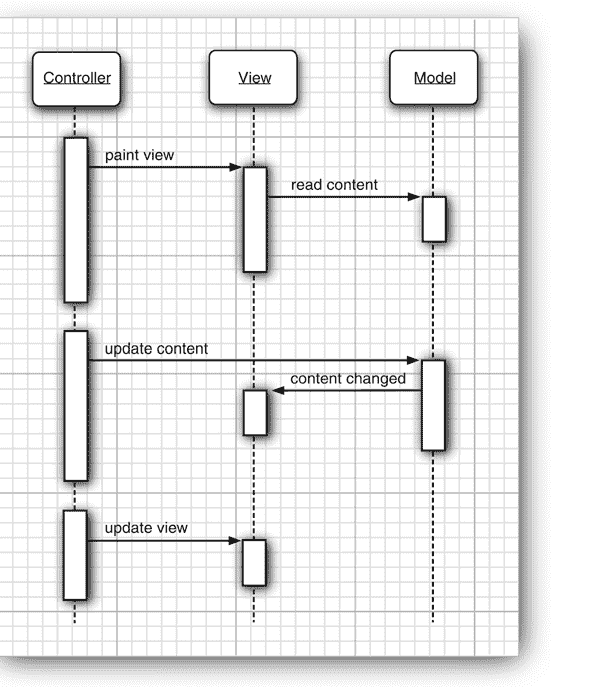 Controller
View
Model
paint view
read content
update content
content changed
update view